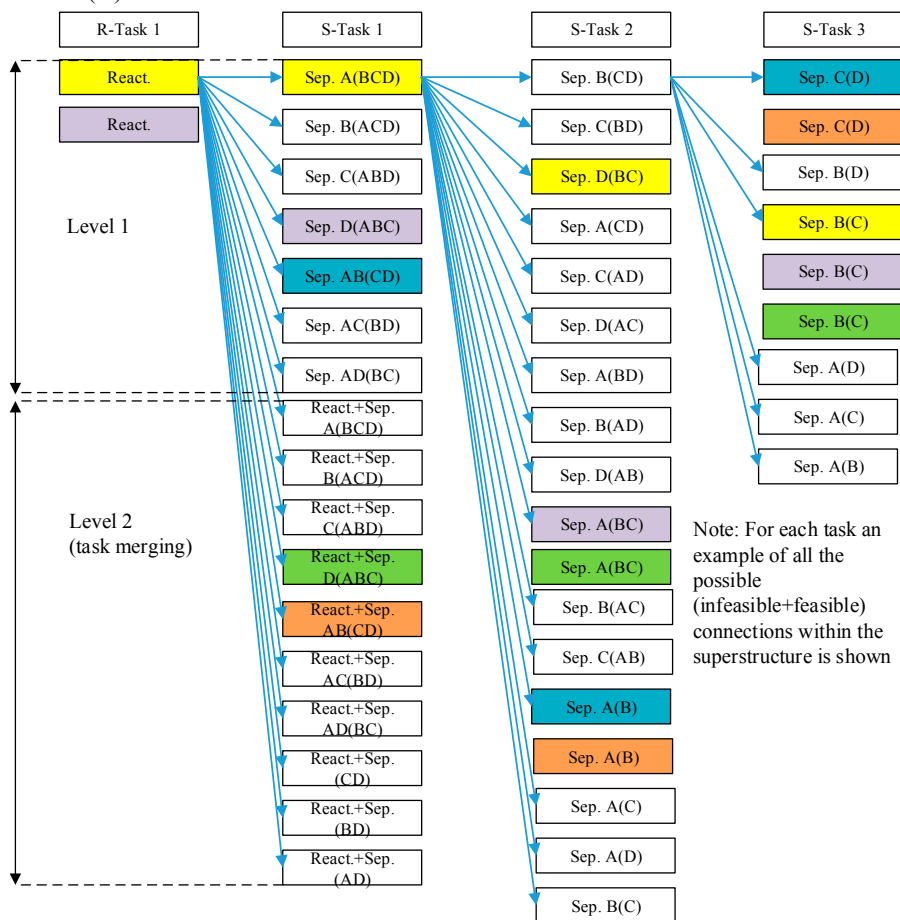 R-Task 1
S-Task 1
S-Task 2
S-Task 3
React.
React.
Level 1
Level 2
(task merging)
Sep. A(BCD)
Sep. B(ACD)
Sep. C(ABD)
Sep. D(ABC)
Sep. AB(CD)
Sep. AC(BD)
Sep. AD(BC)
React.+Sep.
A(BCD)
React.+Sep.
B(ACD)
React.+Sep.
C(ABD)
React.+Sep.
D(ABC)
React.+Sep.
AB(CD)
React.+Sep.
AC(BD)
React.+Sep.
AD(BC)
React.+Sep.
(CD)
React.+Sep.
(BD)
React.+Sep.
(AD)
Sep. B(CD)
Sep. C(BD)
Sep. D(BC)
Sep. A(CD)
Sep. C(AD)
Sep. D(AC)
Sep. A(BD)
Sep. B(AD)
Sep. D(AB)
Sep. A(BC)
Sep. A(BC)
Sep. B(AC)
Sep. C(AB)
Sep. A(B)
Sep. A(B)
Sep. A(C)
Sep. A(D)
Sep. B(C)
Sep. C(D)
Sep. C(D)
Sep. B(D)
Sep. B(C)
Sep. B(C)
Sep. B(C)
Sep. A(D)
Sep. A(C)
Sep. A(B)
Note: For each task an
example of all the
possible
(infeasible+feasible)
connections within the
superstructure is shown